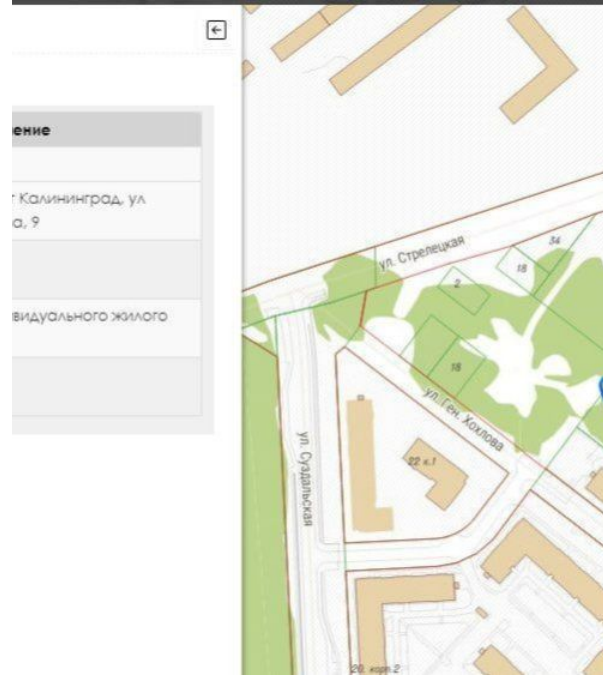 ение
г Калининград, ул
а, 9
видуального жилого
ул. Стрелецкая
34
18
2
18
ул. Ген. Хохлова
22 к.1
ул. Суздальская
20. корп.2